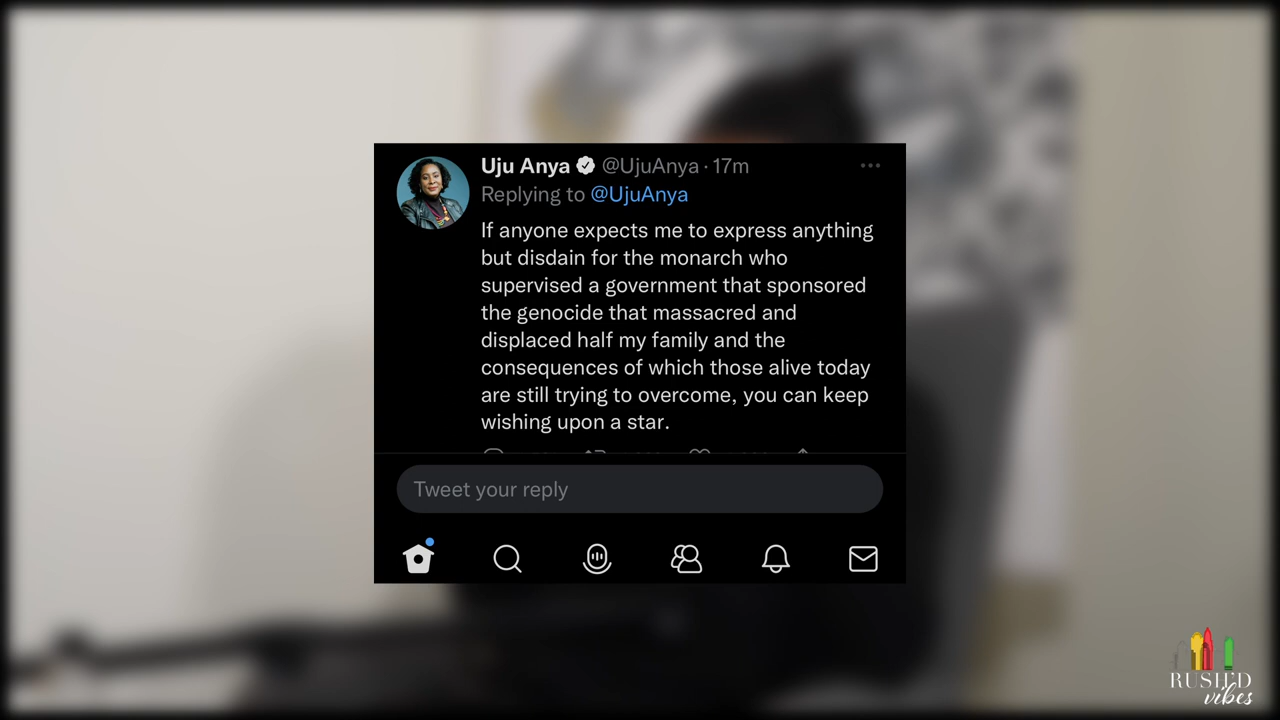 Uju Anya @UjuAnya · 17m
Replying to @UjuAnya
If anyone expects me to express anything
but disdain for the monarch who
supervised a government that sponsored
the genocide that massacred and
displaced half my family and the
consequences of which those alive today
are still trying to overcome, you can keep
wishing upon a star.
Tweet your reply
vibes